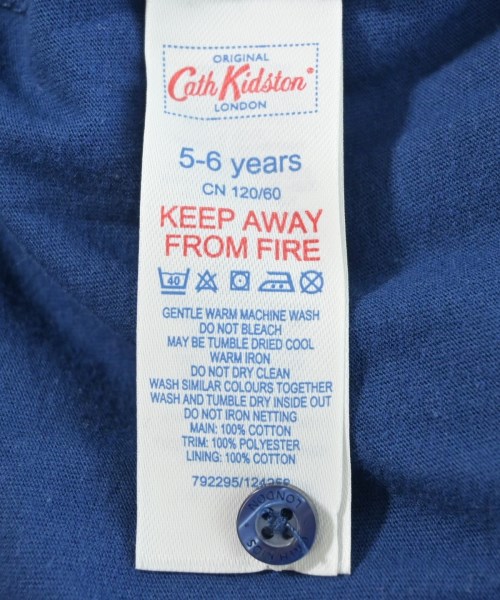 ORIGINAL
Cath Kidston
LONDON
5-6 years
CN 120/60
KEEP AWAY
FROM FIRE
40
GENTLE WARM MACHINE WASH
DO NOT BLEACH
MAY BE TUMBLE DRIED COOL
WARM IRON
DO NOT DRY CLEAN
WASH SIMILAR COLOURS TOGETHER
WASH AND TUMBLE DRY INSIDE OUT
DO NOT IRON NETTING
MAIN: 100% COTTON
TRIM: 100% POLYESTER
LINING: 100% COTTON
LONDON